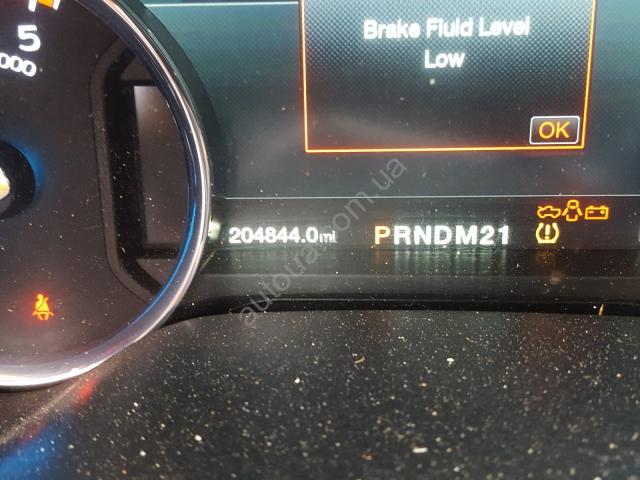 5
000
Brake Fluid Level
Low
OK
204844.0mi
PRNDM21
autoua.com.ua